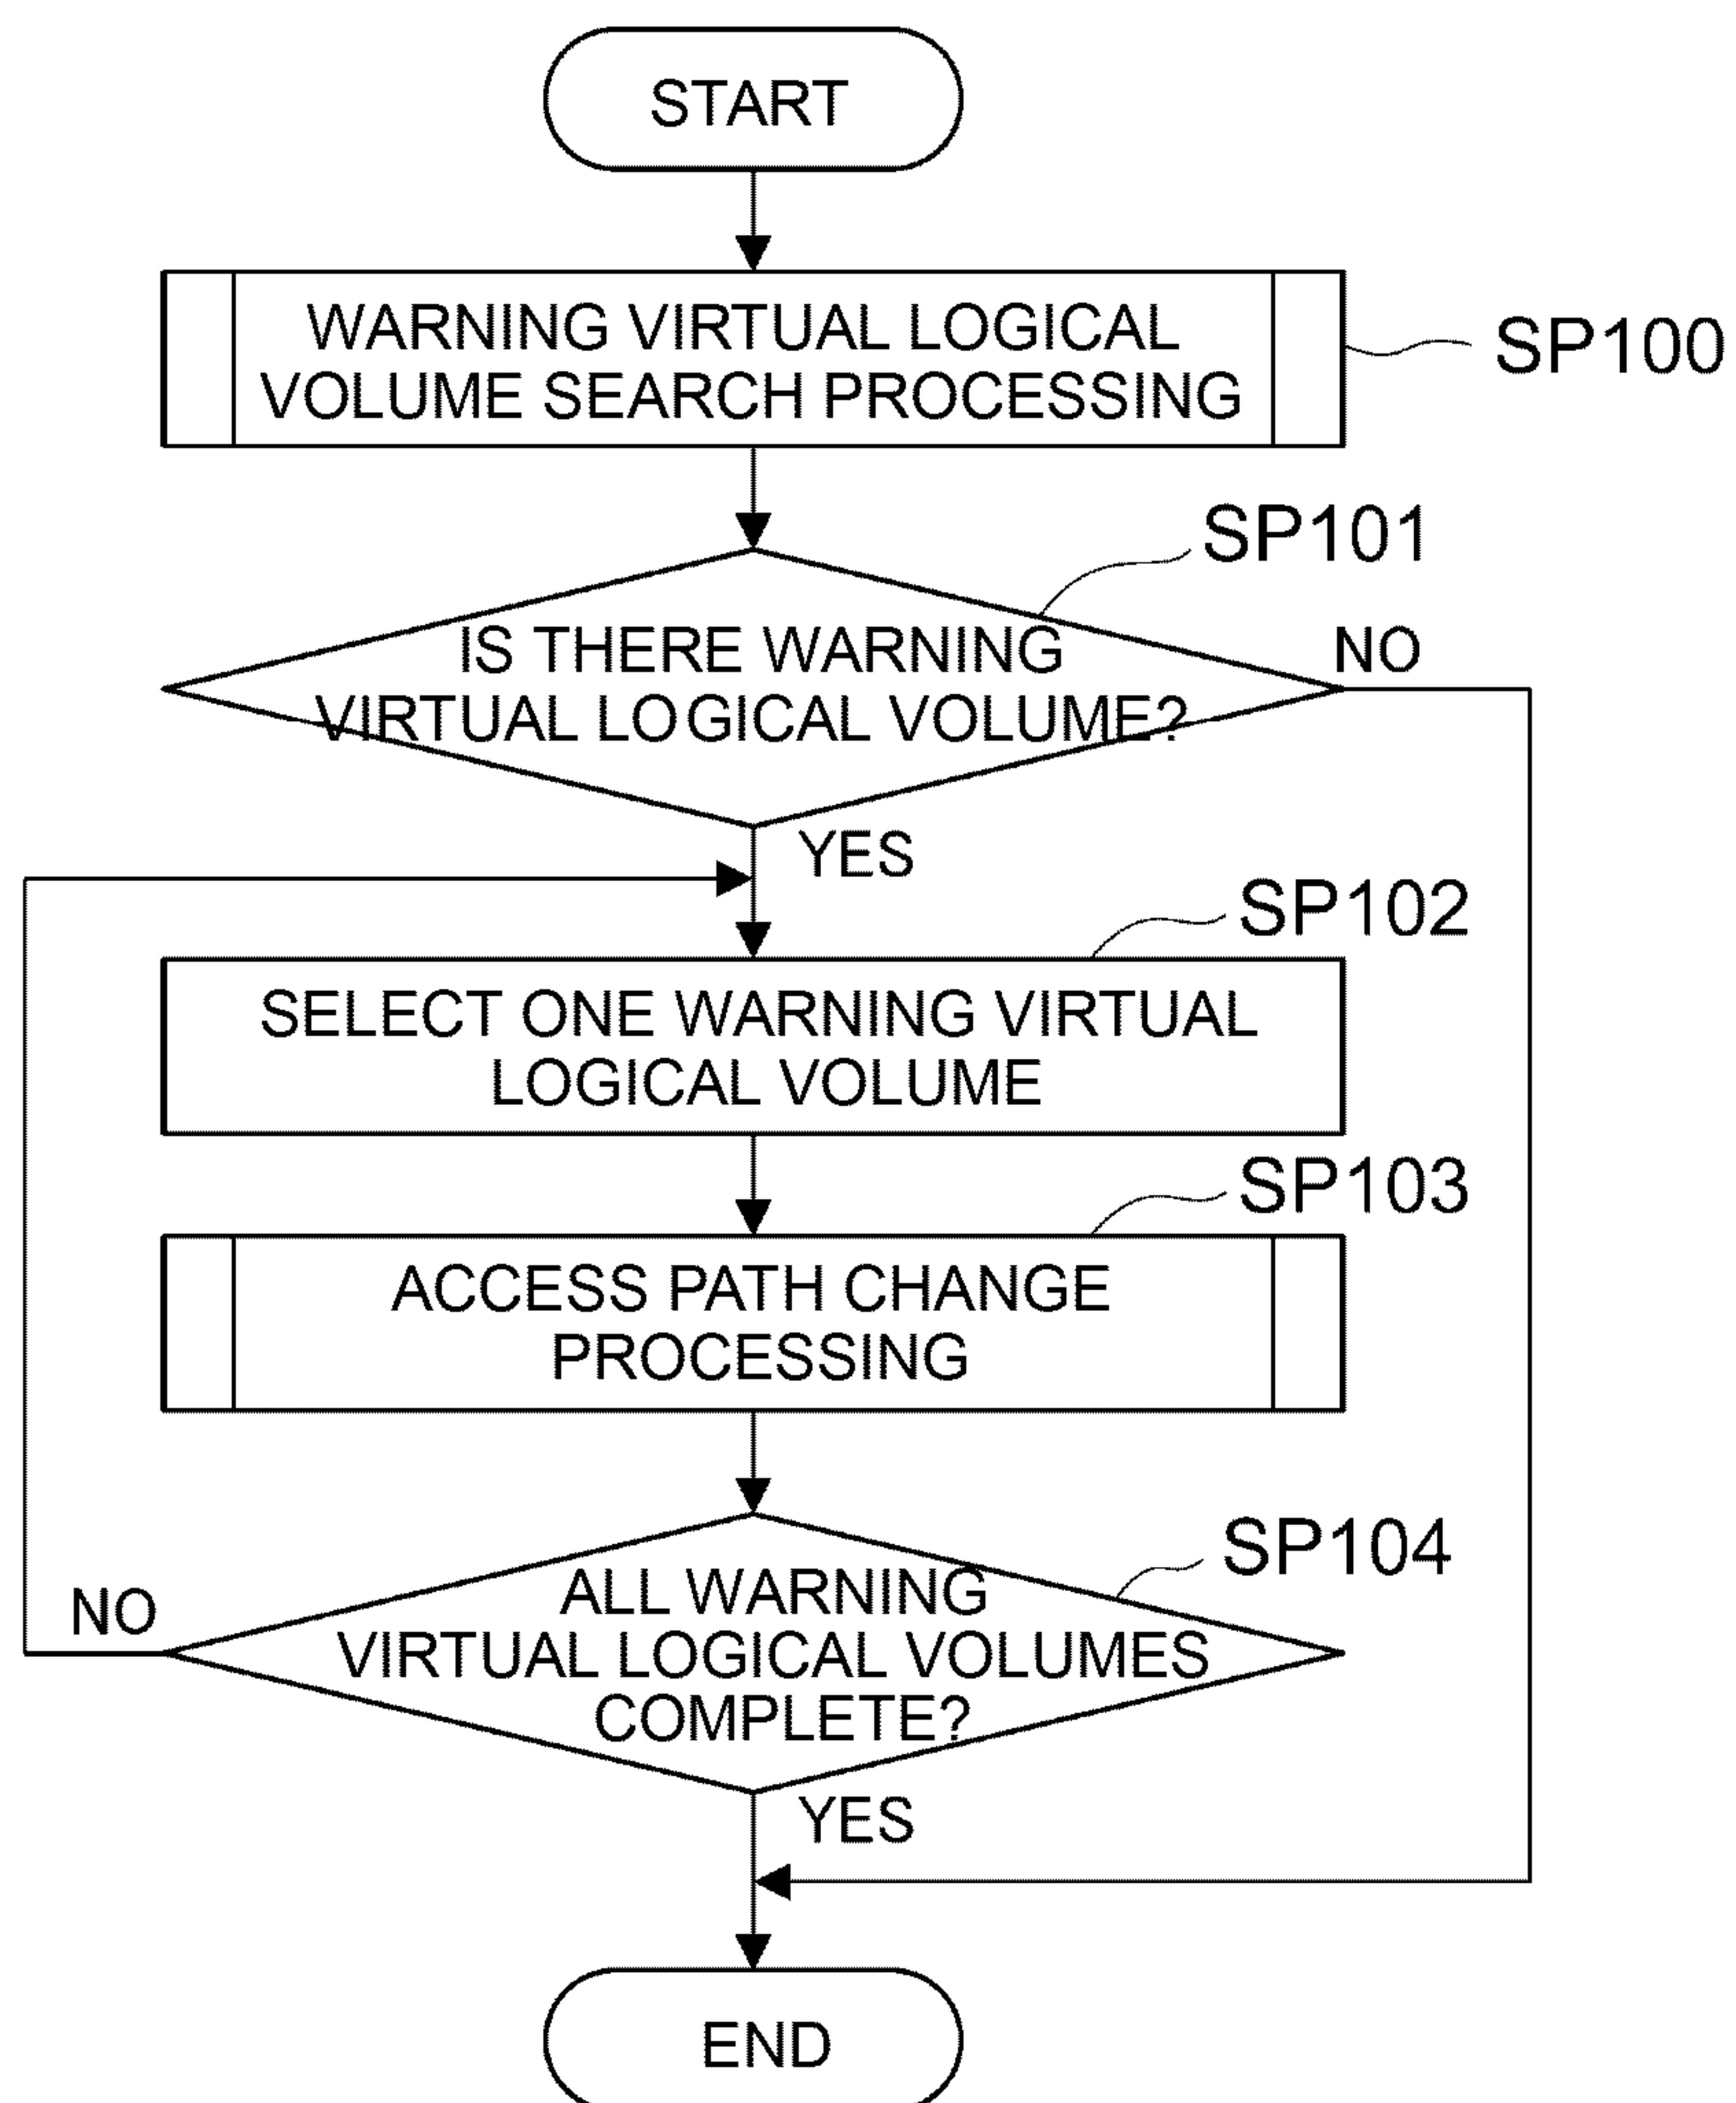 START
WARNING VIRTUAL LOGICAL
VOLUME SEARCH PROCESSING
SP100
SP101
IS THERE WARNING
VIRTUAL LOGICAL VOLUME?
NO
YES
SP102
SELECT ONE WARNING VIRTUAL
LOGICAL VOLUME
SP103
ACCESS PATH CHANGE
PROCESSING
SP104
ALL WARNING
VIRTUAL LOGICAL VOLUMES
COMPLETE?
NO
YES
END